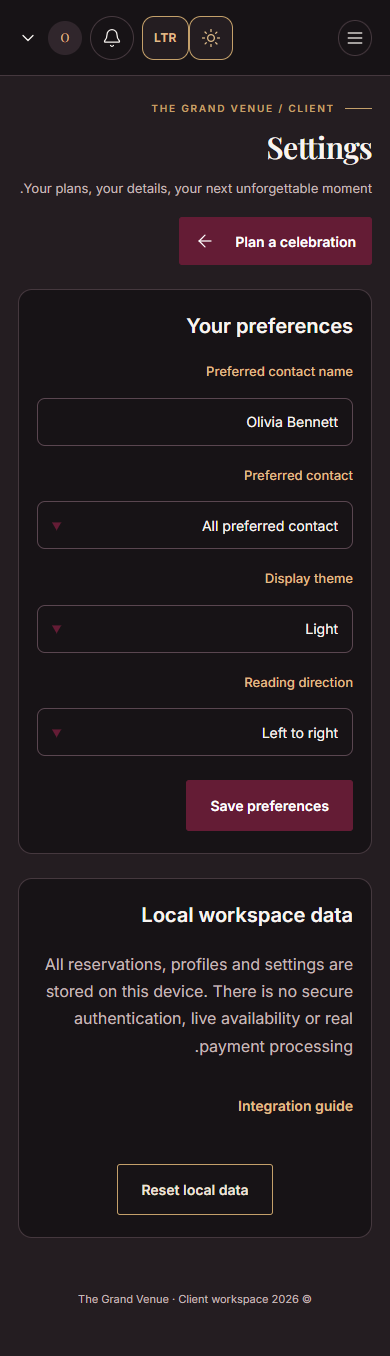 O
LTR
THE GRAND VENUE / CLIENT
Settings
.Your plans, your details, your next unforgettable moment
Plan a celebration
Your preferences
Preferred contact name
Olivia Bennett
Preferred contact
All preferred contact
Display theme
Light
Reading direction
Left to right
Save preferences
Local workspace data
All reservations, profiles and settings are
stored on this device. There is no secure
authentication, live availability or real
.payment processing
Integration guide
Reset local data
The Grand Venue · Client workspace 2026 ©